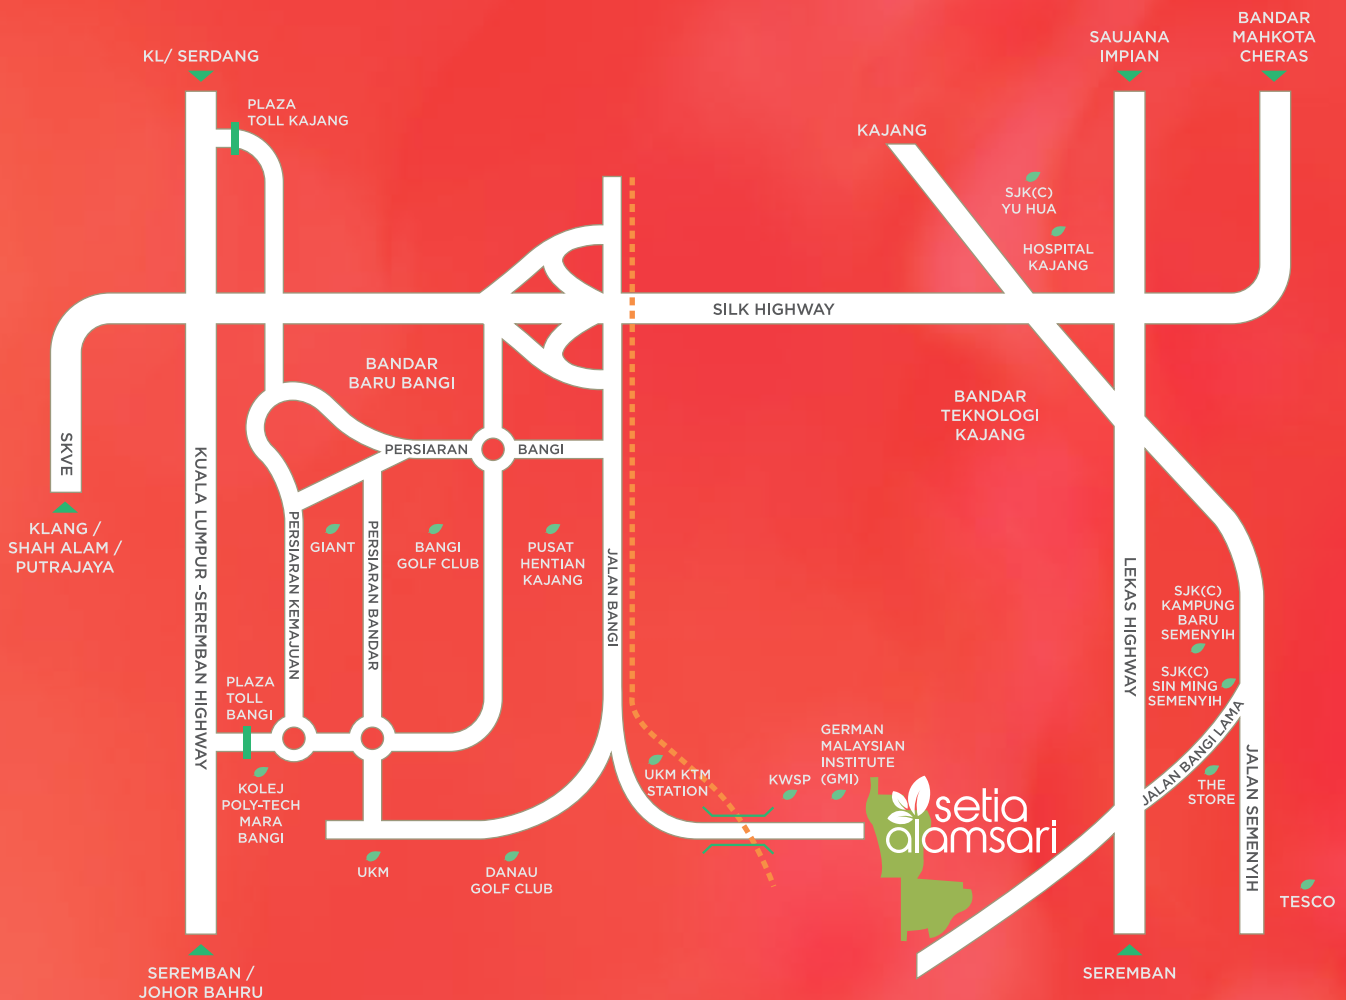 BANDAR
MAHKOTA
CHERAS
SAUJANA
IMPIAN
KL/ SERDANG
PLAZA
TOLL KAJANG
KAJANG
SJK(C)
YU HUA
HOSPITAL
KAJANG
SILK HIGHWAY
BANDAR
BARU BANGI
BANDAR
TEKNOLOGI
KAJANG
SKVE
PERSIARAN BANGI
KLANG /
SHAH ALAM /
PUTRAJAYA
KUALA LUMPUR -SEREMBAN HIGHWAY
PERSIARAN KEMAJUAN
GIANT
PERSIARAN BANDAR
BANGI
GOLF CLUB
PUSAT
HENTIAN
KAJANG
JALAN BANGI
LEKAS HIGHWAY
SJK(C)
KAMPUNG
BARU
SEMENYIH
SJK(C)
SIN MING
SEMENYIH
PLAZA
TOLL
BANGI
JALAN BANGI LAMA
JALAN SEMENYIH
THE
STORE
KOLEJ
POLY-TECH
MARA
BANGI
UKM KTM
STATION
KWSP
GERMAN
MALAYSIAN
INSTITUTE
(GMI)
setia
alamsari
UKM
DANAU
GOLF CLUB
TESCO
SEREMBAN /
JOHOR BAHRU
SEREMBAN